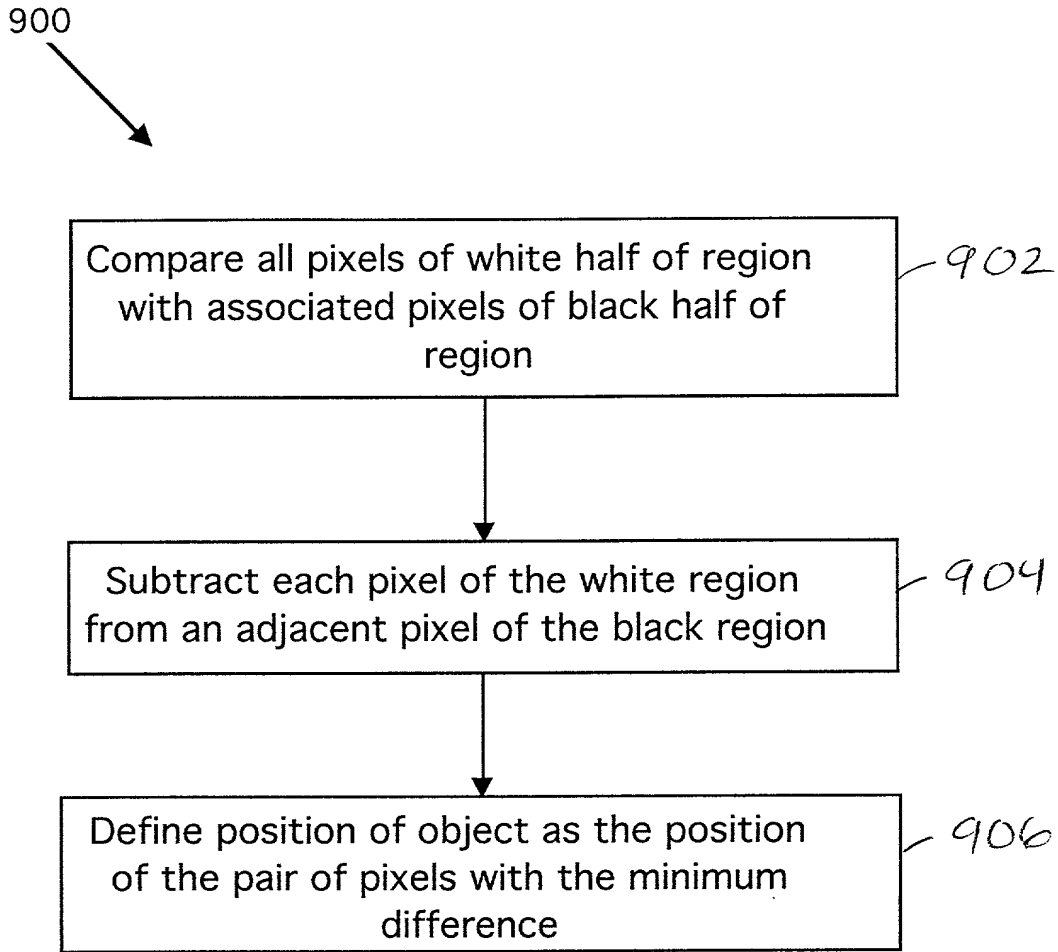 900
Compare all pixels of white half of region
902
with associated pixels of black half of
region
Subtract each pixel of the white region
904
from an adjacent pixel of the black region
Define position of object as the position
906
of the pair of pixels with the minimum
difference